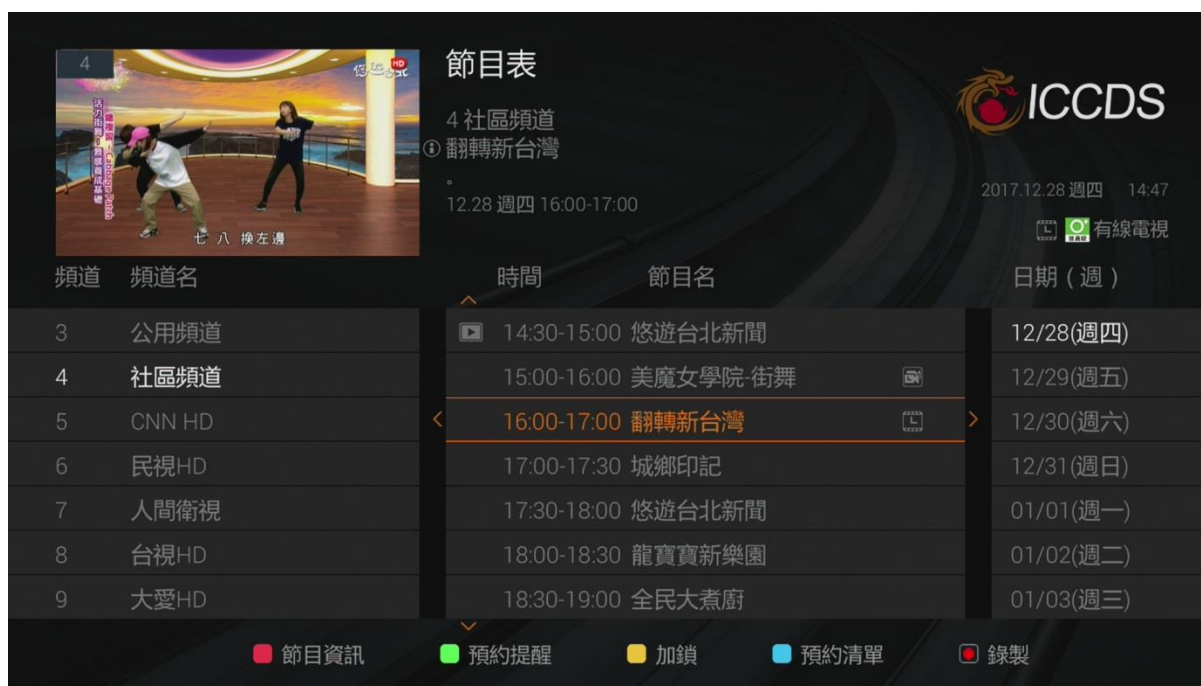 4
HD
七 八 換左邊
節目表
4 社區頻道
翻轉新台灣
。
12.28 週四 16:00-17:00
ICCDS
2017.12.28 週四 14:47
有線電視
頻道 頻道名 時間 節目名 日期 ( 週 )
3 公用頻道 14:30-15:00 悠遊台北新聞 12/28(週四)
4 社區頻道 15:00-16:00 美魔女學院-街舞 12/29(週五)
5 CNN HD 16:00-17:00 翻轉新台灣 12/30(週六)
6 民視HD 17:00-17:30 城鄉印記 12/31(週日)
7 人間衛視 17:30-18:00 悠遊台北新聞 01/01(週一)
8 台視HD 18:00-18:30 龍寶寶新樂園 01/02(週二)
9 大愛HD 18:30-19:00 全民大煮廚 01/03(週三)
節目資訊 預約提醒 加鎖 預約清單 錄製